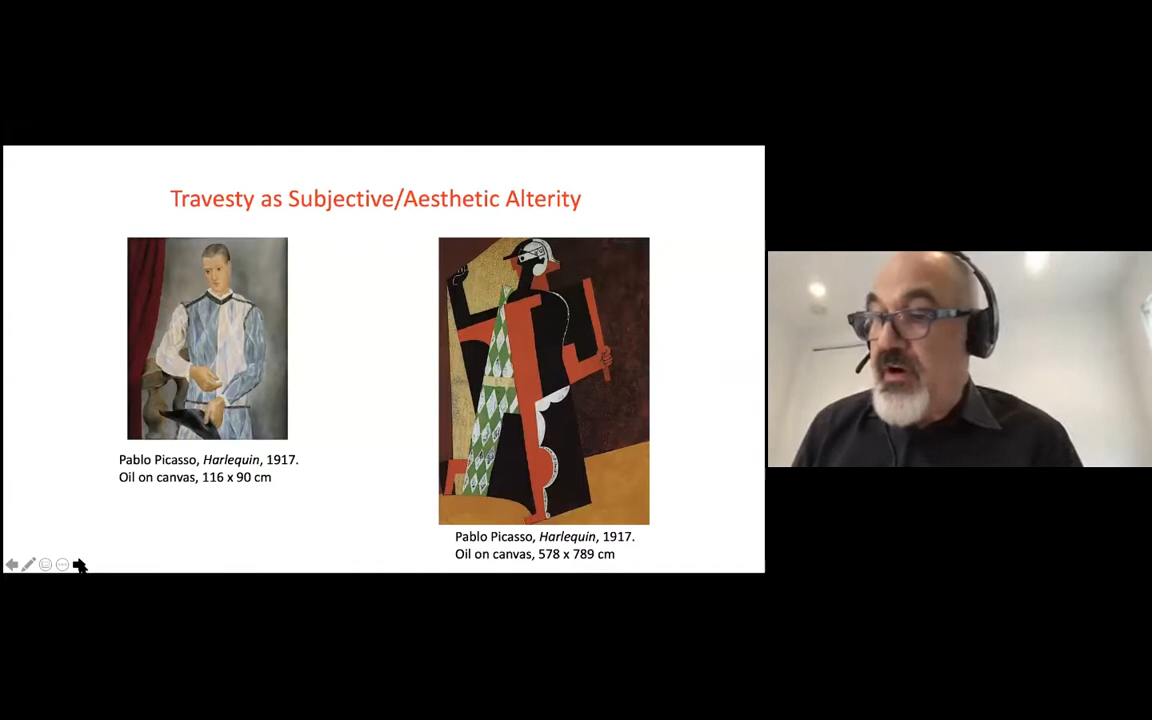 Travesty as Subjective/Aesthetic Alterity
Pablo Picasso, Harlequin, 1917.
Oil on canvas, 116 x 90 cm
Pablo Picasso, Harlequin, 1917.
Oil on canvas, 578 x 789 cm